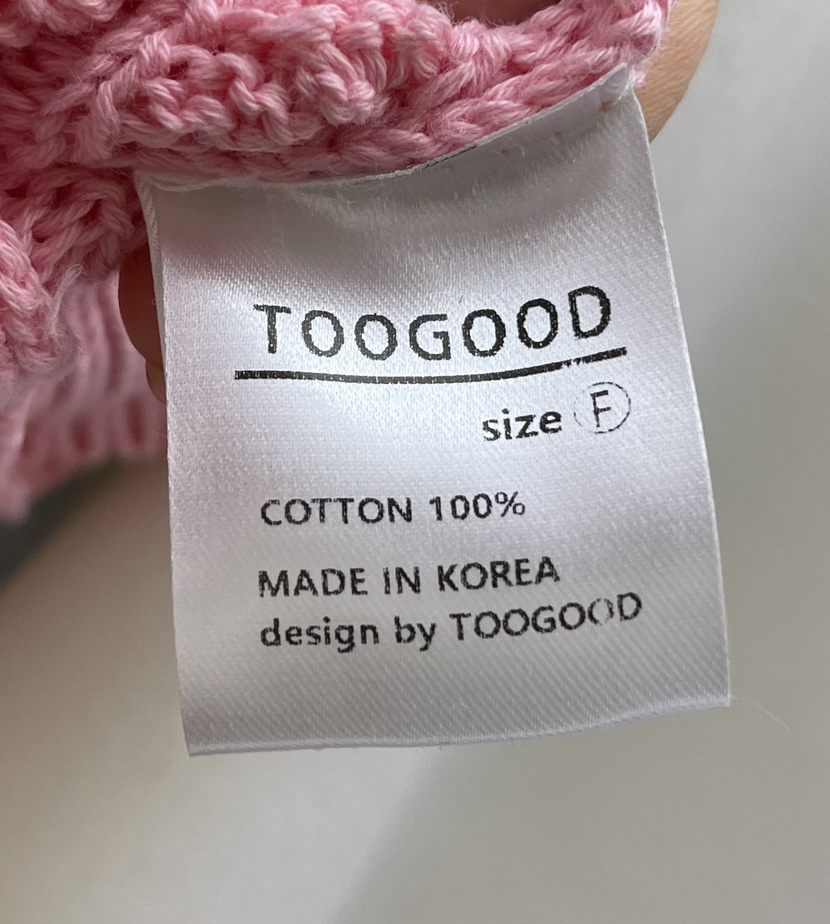 TOOGOOD
size F
COTTON 100%
MADE IN KOREA
design by TOOGOOD